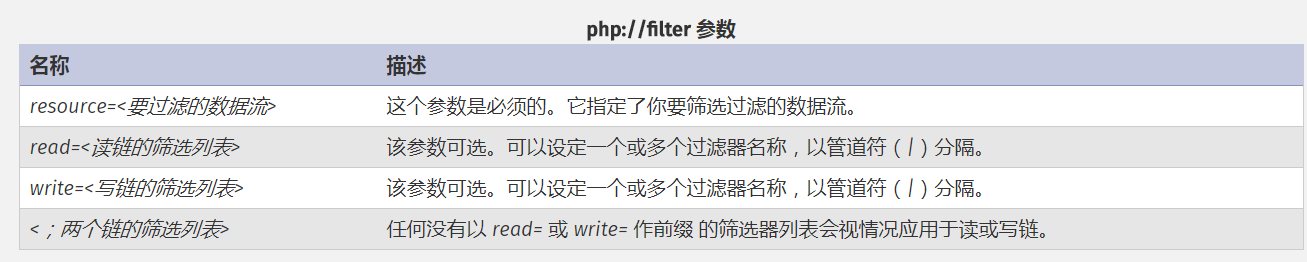 php://filter 参数
名称 描述
resource=<要过滤的数据流> 这个参数是必须的。它指定了你要筛选过滤的数据流。
read=<读链的筛选列表> 该参数可选。可以设定一个或多个过滤器名称，以管道符（|）分隔。
write=<写链的筛选列表> 该参数可选。可以设定一个或多个过滤器名称，以管道符（|）分隔。
<；两个链的筛选列表> 任何没有以 read= 或 write= 作前缀 的筛选器列表会视情况应用于读或写链。